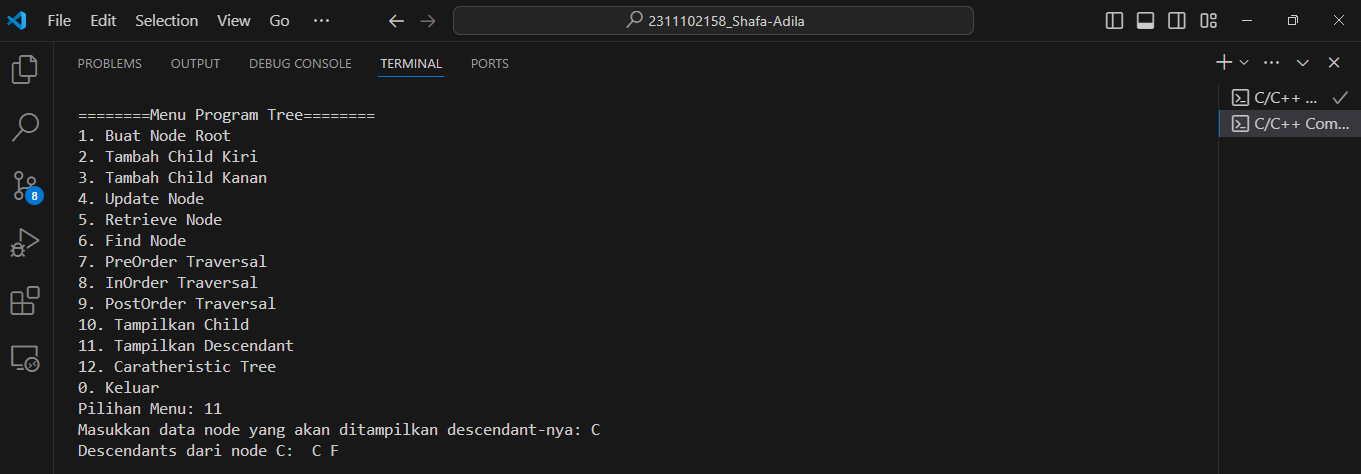 File Edit Selection View Go ··· 2311102158_Shafa-Adila
PROBLEMS OUTPUT DEBUG CONSOLE TERMINAL PORTS
C/C++ ...
C/C++ Com...
8
========Menu Program Tree========
1. Buat Node Root
2. Tambah Child Kiri
3. Tambah Child Kanan
4. Update Node
5. Retrieve Node
6. Find Node
7. PreOrder Traversal
8. InOrder Traversal
9. PostOrder Traversal
10. Tampilkan Child
11. Tampilkan Descendant
12. Caratheristic Tree
0. Keluar
Pilihan Menu: 11
Masukkan data node yang akan ditampilkan descendant-nya: C
Descendants dari node C:  C F